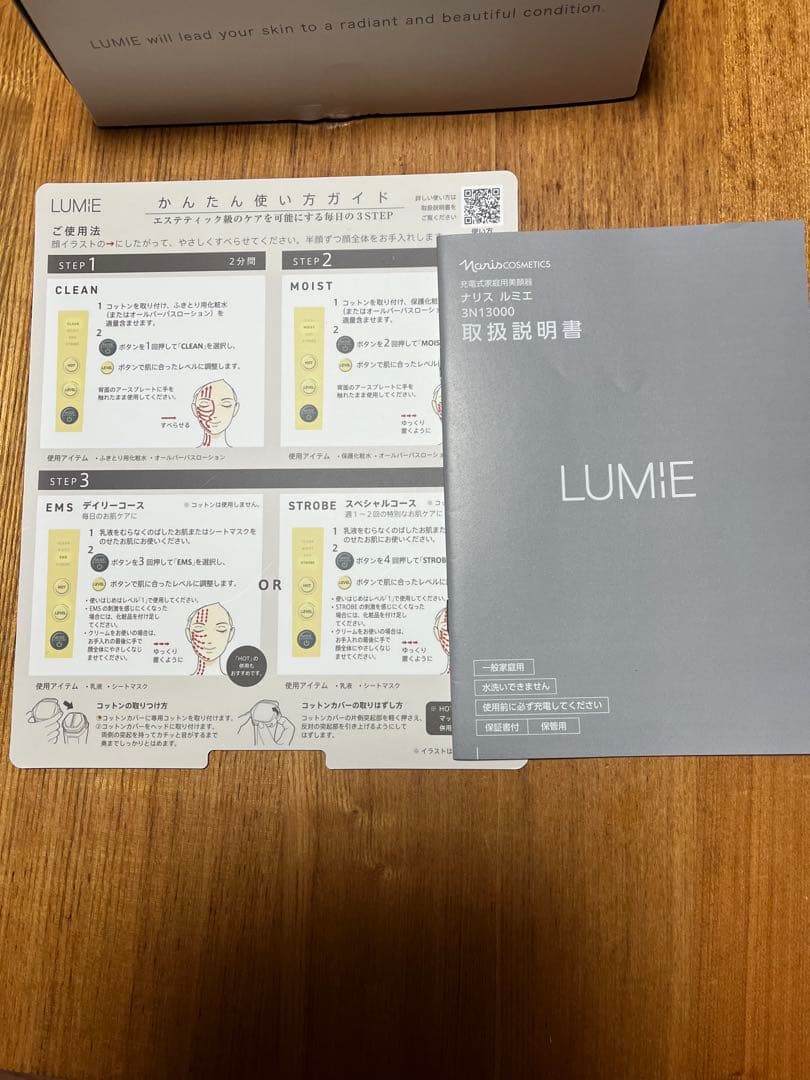 LUMIE will lead your skin to a radiant and beautiful condition.
LUMiE
かんたん使い方ガイド
エステティック級のケアを可能にする毎日の3STEP
詳しい使い方は
取扱説明書を
ご覧ください
使い方
ご使用法
顔イラストの→にしたがって、やさしくすべらせてください。半顔ずつ顔全体をお手入れします
STEP 1
2分間
CLEAN
1 コットンを取り付け、ふきとり用化粧水
(またはオールパーパスローション)を
適量含ませます。
2
ボタンを1回押して「CLEAN」を選択し、
LEVEL ボタンで肌に合ったレベルに調整します。
背面のアースプレートに手を
触れたまま使用してください。
すべらせる
CLEAN
MOIST
EMS
STROBE
HOT
LEVEL
使用アイテム ・ふきとり用化粧水 ・オールパーパスローション
STEP 2
MOIST
1 コットンを取り付け、保護化粧
(またはオールパーパスローショ
適量含ませます。
2
ボタンを2回押して「MOIS
LEVEL ボタンで肌に合ったレベル
背面のアースプレートに手を
触れたまま使用してください。
ゆっくり
置くように
HOT
LEVEL
使用アイテム ・保護化粧水 ・オールパーパスローショ
STEP 3
EMS デイリーコース ※コットンは使用しません。
毎日のお肌ケアに
1 乳液をむらなくのばしたお肌またはシートマスクを
のせたお肌にお使いください。
2
ボタンを3回押して「EMS」を選択し、
LEVEL ボタンで肌に合ったレベルに調整します。
・使いはじめはレベル「1」で使用してください。
・EMSの刺激を感じにくくなった
場合には、化粧品を付け足し
てください。
・クリームをお使いの場合は、
お手入れの最後に手で
顔全体にやさしくなじ
ませてください。
ゆっくり
置くように
「HOT」の
併用も
おすすめです。
HOT
LEVEL
使用アイテム ・乳液 ・シートマスク
OR
STROBE スペシャルコース ※コッ
週1〜2回の特別なお肌ケアに
1 乳液をむらなくのばしたお肌また
のせたお肌にお使いください。
2
ボタンを4回押して「STROB
LEVEL ボタンで肌に合ったレベルに
・使いはじめはレベル「1」で使用してくださ
・STROBEの刺激を感じにくくなった
場合には、化粧品を付け足し
てください。
・クリームをお使いの場合は、
お手入れの最後に手で
顔全体にやさしくなじ
ませてください。
ゆっくり
置くように
HOT
LEVEL
使用アイテム ・乳液 ・シートマスク
コットンの取りつけ方
①コットンカバーに専用コットンを取り付けます。
②コットンカバーをヘッドに取り付けます。
両側の突起を持ってカチッと音がするまで
奥までしっかりとはめます。
コットンカバーの取りはずし方
コットンカバーの片側突起部を軽く押さえ、
反対の突起部を引き上げるようにして
はずします。
※ HOT
マッ
併用
※イラストは
naris COSMETICS
充電式家庭用美顔器
ナリス ルミエ
3N13000
取扱説明書
LUMiE
一般家庭用
水洗いできません
使用前に必ず充電してください
保証書付
保管用